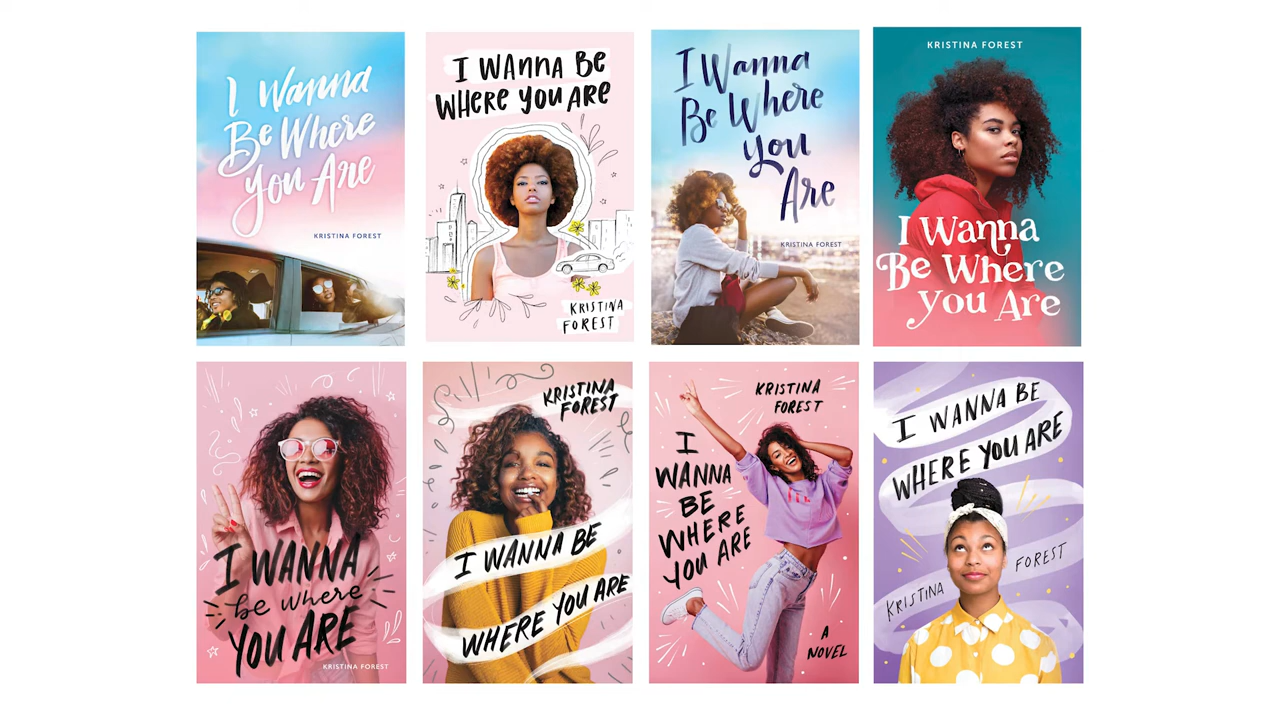 I Wanna
Be Where
you Are
KRISTINA FOREST
I WANNA BE
WHERE YOU ARE
KRISTINA
FOREST
I Wanna
Be Where
you
Are
KRISTINA FOREST
KRISTINA FOREST
I Wanna
Be Where
you Are
I WANNA
be where
YOU ARE
KRISTINA FOREST
KRISTINA
FOREST
I WANNA BE
WHERE YOU ARE
KRISTINA
FOREST
I
WANNA
BE
WHERE
YOU ARE
A
NOVEL
I WANNA BE
WHERE YOU ARE
KRISTINA FOREST